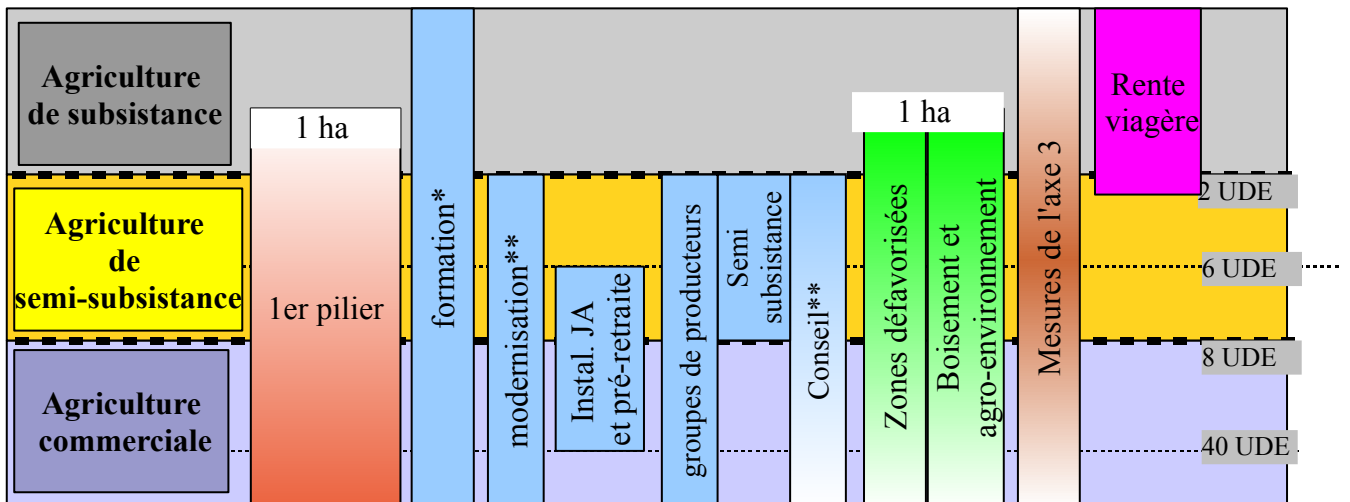 Agriculture
de subsistance
Agriculture
de
semi-subsistance
Agriculture
commerciale
1 ha
1er pilier
formation*
modernisation**
Instal. JA
et pré-retraite
groupes de producteurs
Semi
subsistance
Conseil**
1 ha
Zones défavorisées
Boisement et
agro-environnement
Mesures de l'axe 3
Rente
viagère
2 UDE
6 UDE
8 UDE
40 UDE